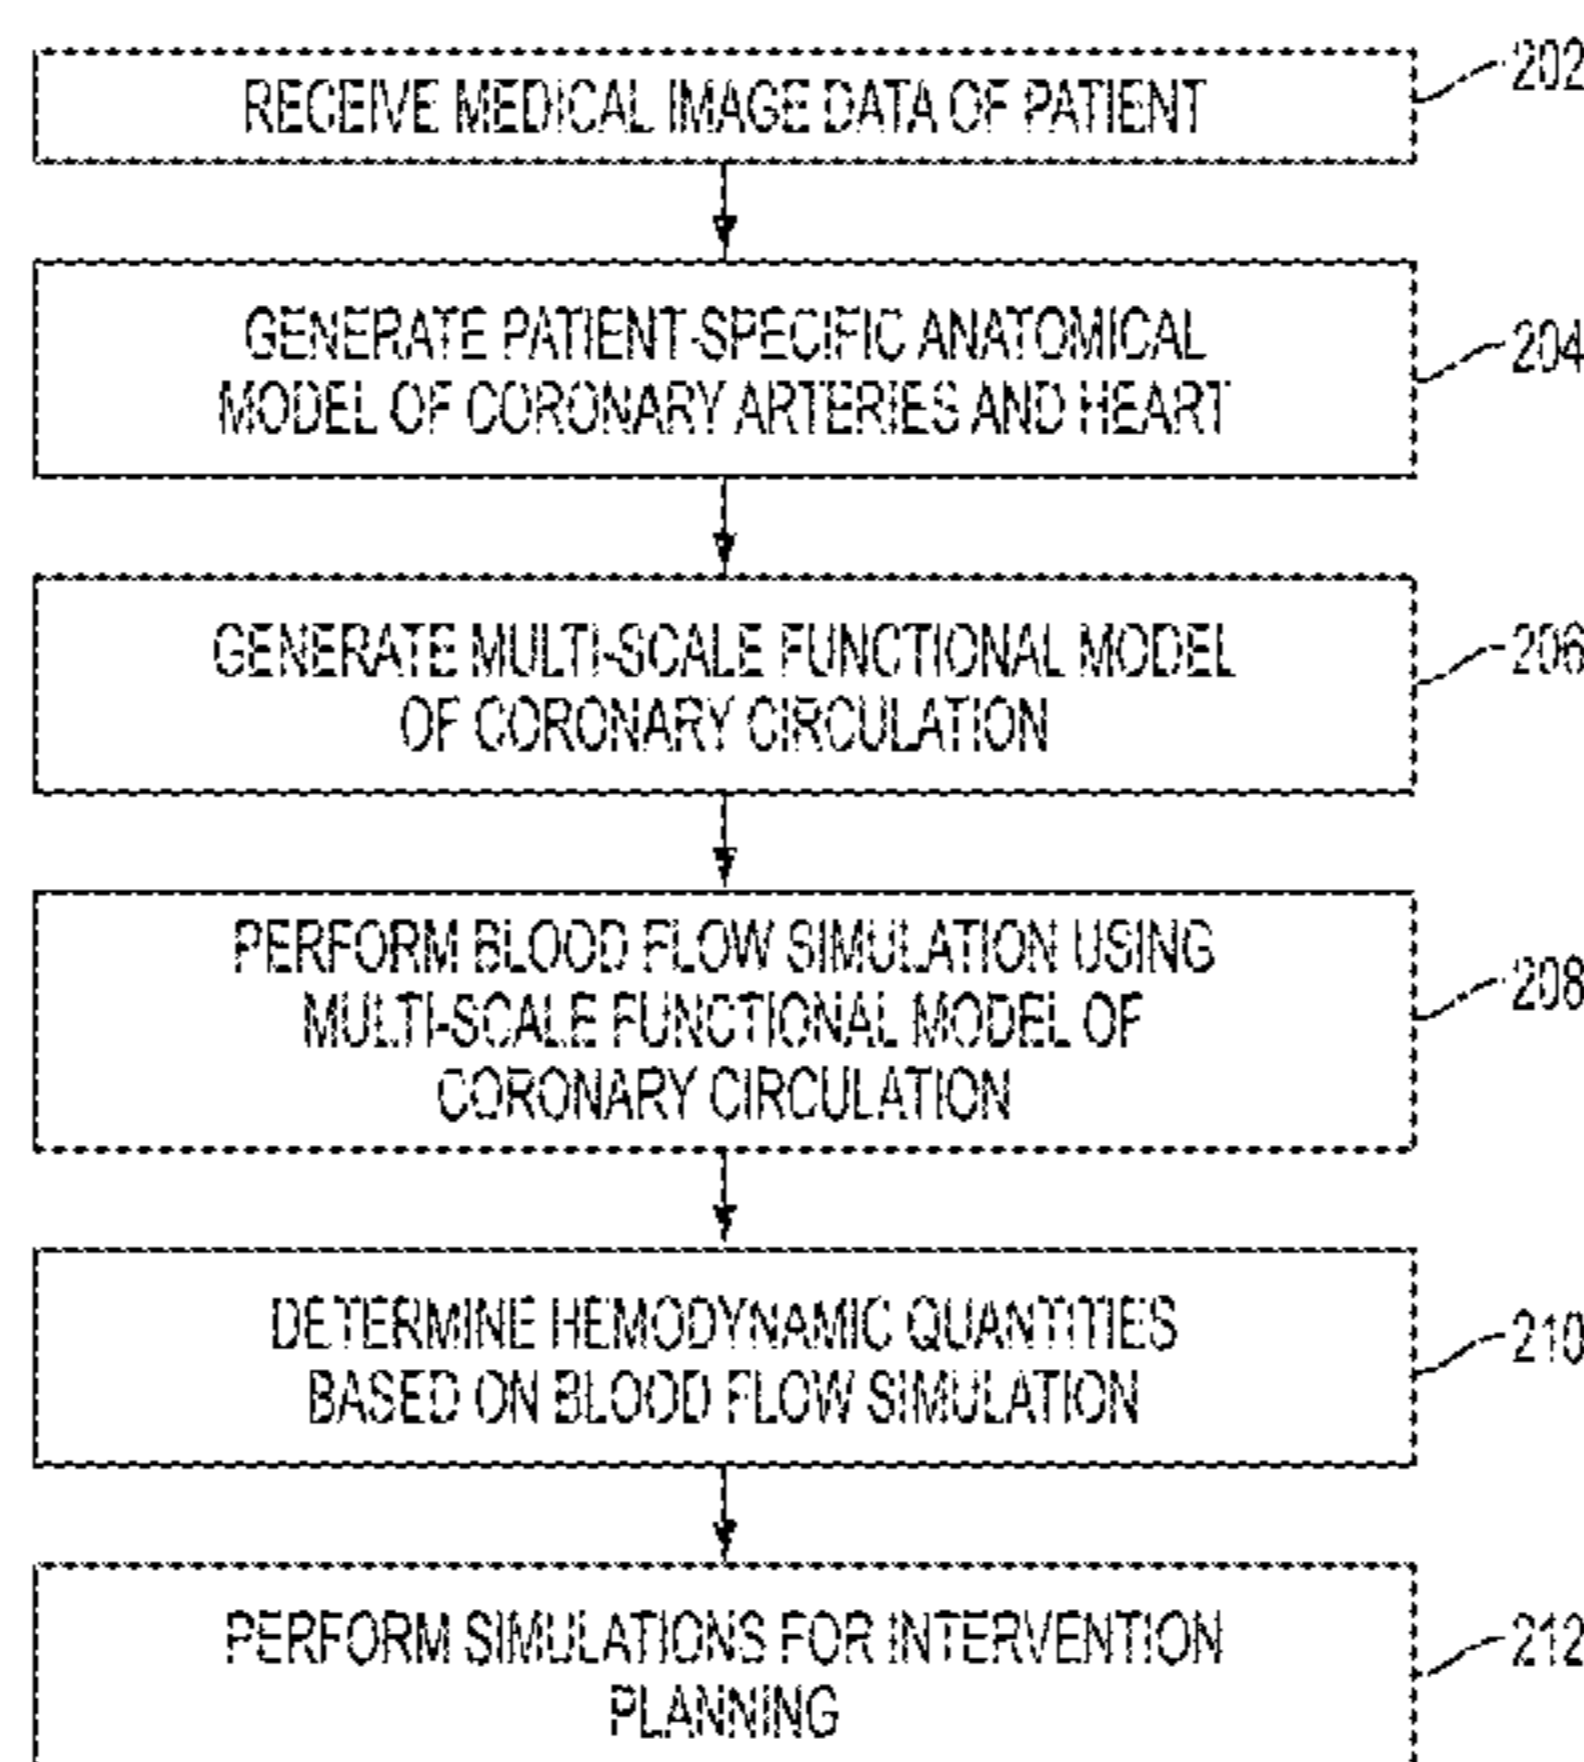 RECEIVE MEDICAL IMAGE DATA OF PATIENT
202
GENERATE PATIENT-SPECIFIC ANATOMICAL
MODEL OF CORONARY ARTERIES AND HEART
204
GENERATE MULTI-SCALE FUNCTIONAL MODEL
OF CORONARY CIRCULATION
206
PERFORM BLOOD FLOW SIMULATION USING
MULTI-SCALE FUNCTIONAL MODEL OF
CORONARY CIRCULATION
208
DETERMINE HEMODYNAMIC QUANTITIES
BASED ON BLOOD FLOW SIMULATION
210
PERFORM SIMULATIONS FOR INTERVENTION
PLANNING
212